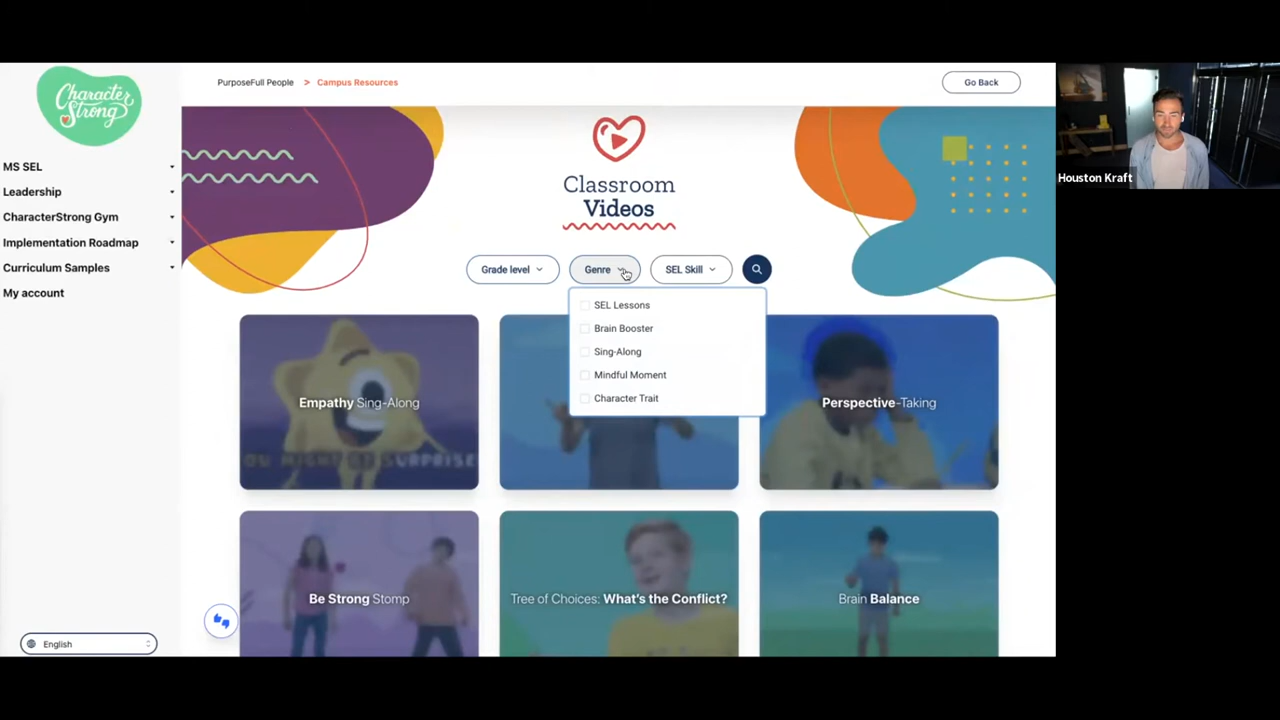 Character
Strong
MS SEL
Leadership
CharacterStrong Gym
Implementation Roadmap
Curriculum Samples
My account
English
PurposeFull People > Campus Resources
Go Back
Classroom
Videos
Grade level
Genre
SEL Skill
SEL Lessons
Brain Booster
Sing-Along
Mindful Moment
Character Trait
Empathy Sing-Along
Perspective-Taking
Be Strong Stomp
Tree of Choices: What's the Conflict?
Brain Balance
Houston Kraft